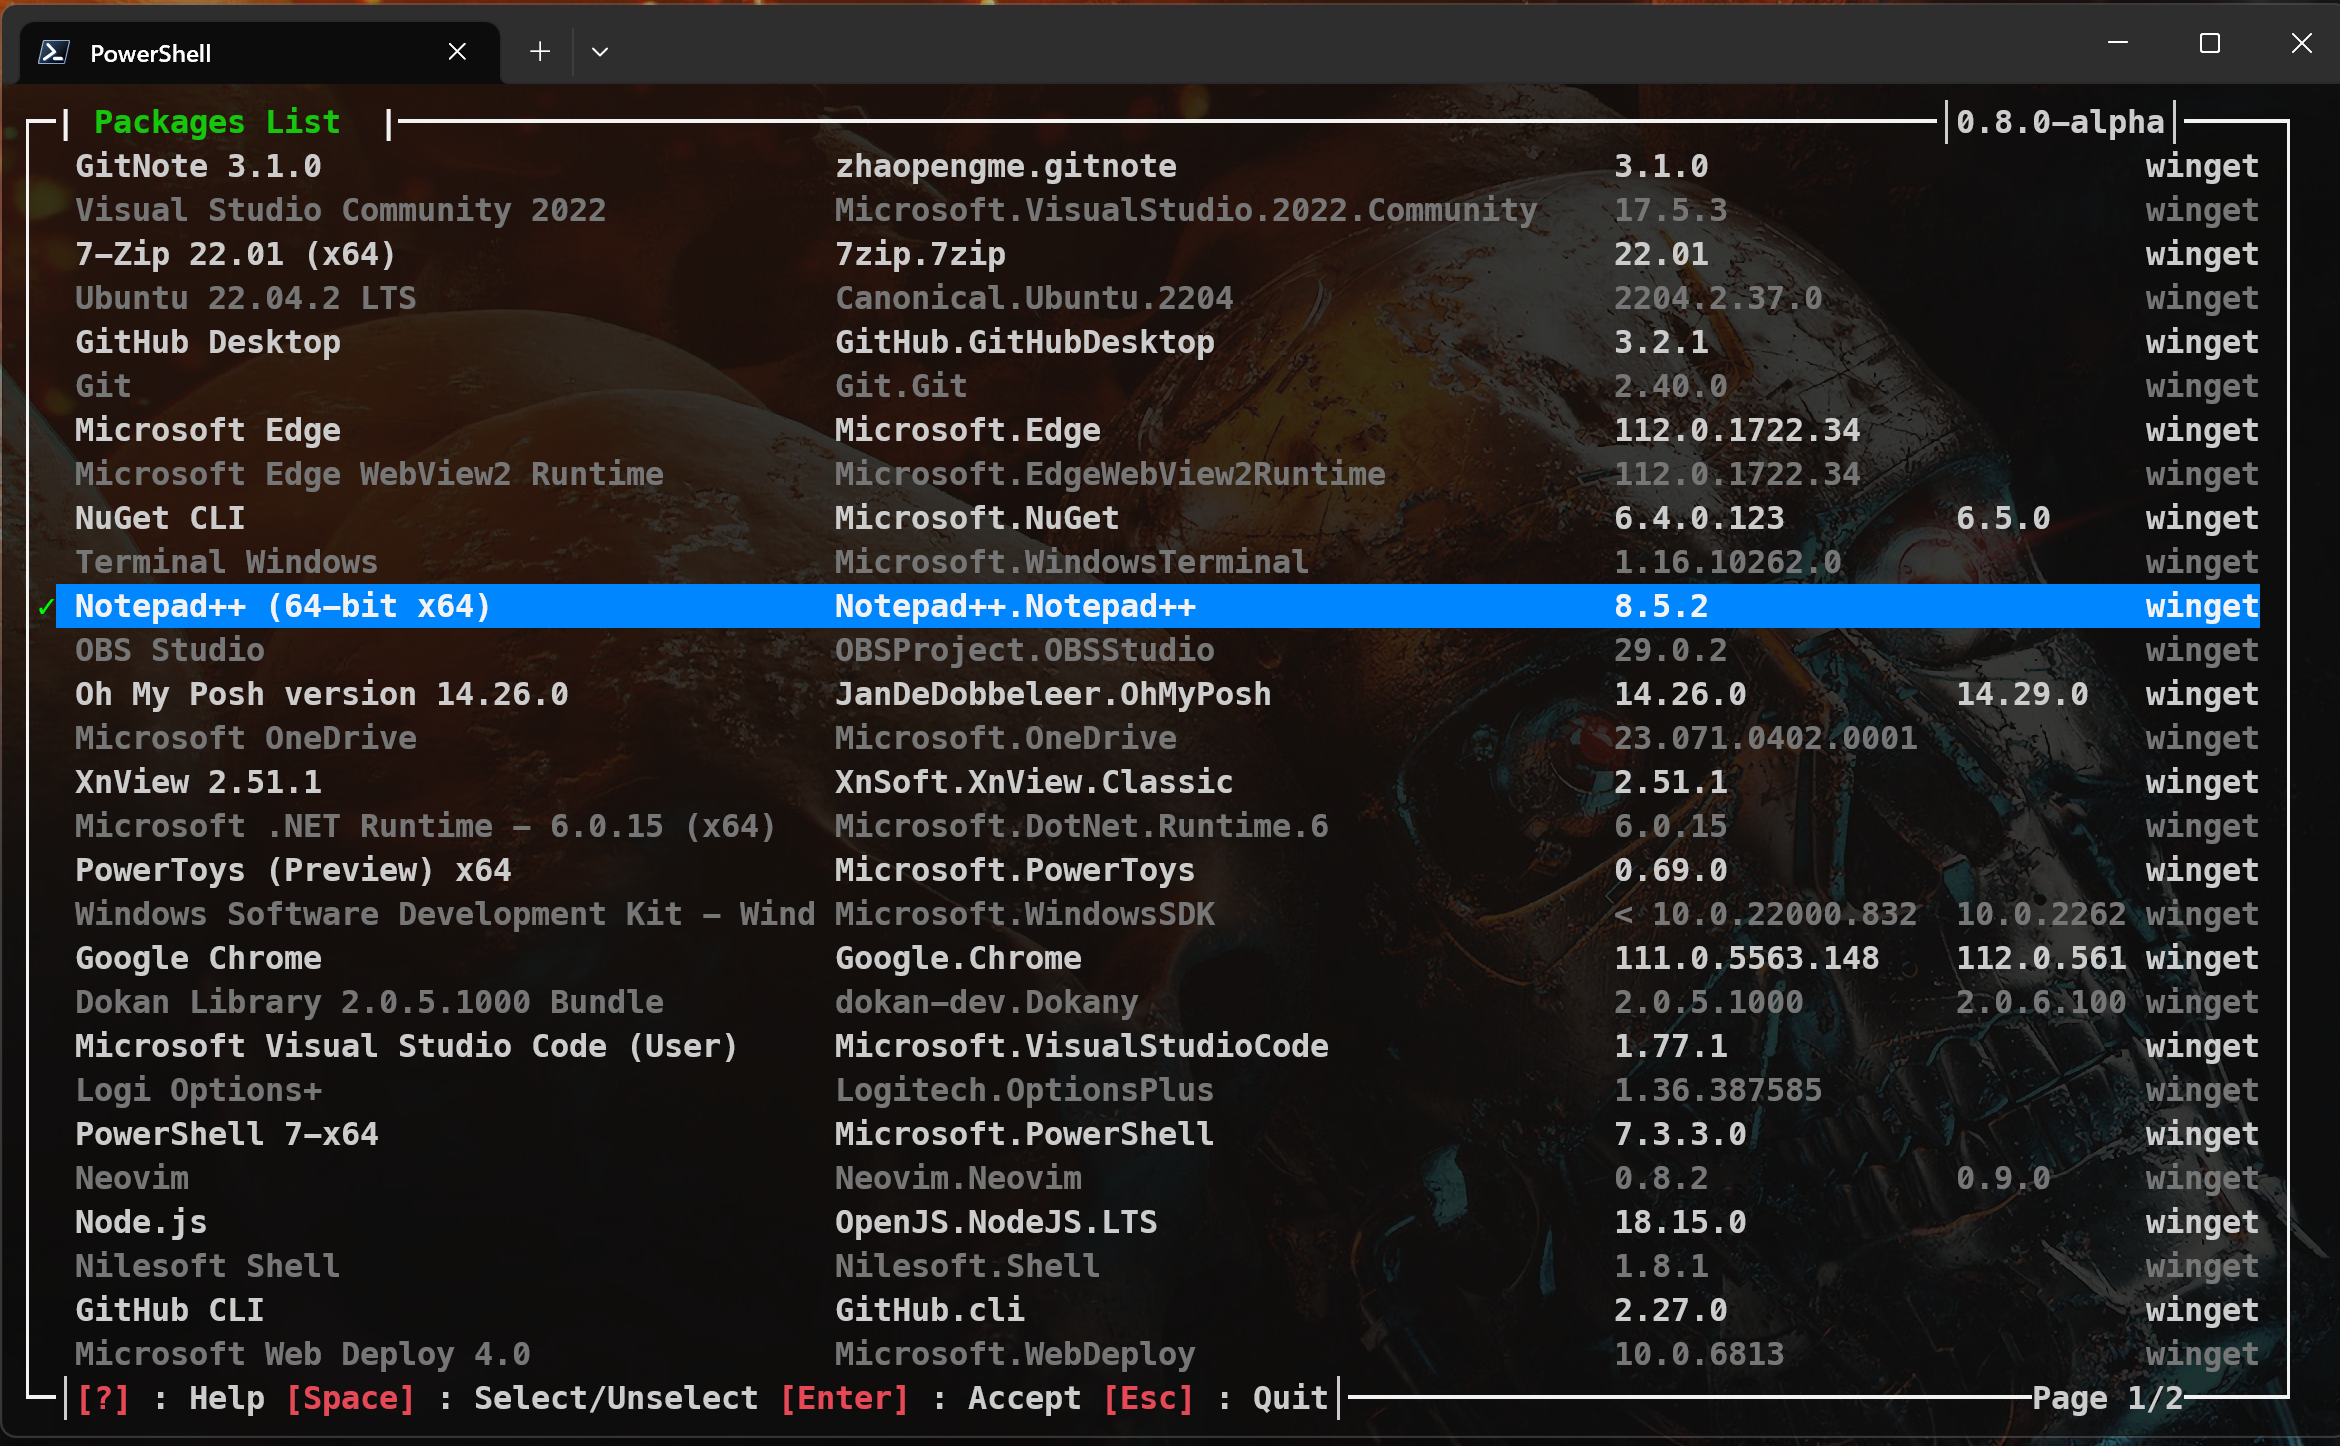 PowerShell
Packages List 0.8.0-alpha
GitNote 3.1.0 zhaopengme.gitnote 3.1.0 winget
Visual Studio Community 2022 Microsoft.VisualStudio.2022.Community 17.5.3 winget
7-Zip 22.01 (x64) 7zip.7zip 22.01 winget
Ubuntu 22.04.2 LTS Canonical.Ubuntu.2204 2204.2.37.0 winget
GitHub Desktop GitHub.GitHubDesktop 3.2.1 winget
Git Git.Git 2.40.0 winget
Microsoft Edge Microsoft.Edge 112.0.1722.34 winget
Microsoft Edge WebView2 Runtime Microsoft.EdgeWebView2Runtime 112.0.1722.34 winget
NuGet CLI Microsoft.NuGet 6.4.0.123 6.5.0 winget
Terminal Windows Microsoft.WindowsTerminal 1.16.10262.0 winget
✓ Notepad++ (64-bit x64) Notepad++.Notepad++ 8.5.2 winget
OBS Studio OBSProject.OBSStudio 29.0.2 winget
Oh My Posh version 14.26.0 JanDeDobbeleer.OhMyPosh 14.26.0 14.29.0 winget
Microsoft OneDrive Microsoft.OneDrive 23.071.0402.0001 winget
XnView 2.51.1 XnSoft.XnView.Classic 2.51.1 winget
Microsoft .NET Runtime - 6.0.15 (x64) Microsoft.DotNet.Runtime.6 6.0.15 winget
PowerToys (Preview) x64 Microsoft.PowerToys 0.69.0 winget
Windows Software Development Kit - Wind Microsoft.WindowsSDK < 10.0.22000.832 10.0.2262 winget
Google Chrome Google.Chrome 111.0.5563.148 112.0.561 winget
Dokan Library 2.0.5.1000 Bundle dokan-dev.Dokany 2.0.5.1000 2.0.6.100 winget
Microsoft Visual Studio Code (User) Microsoft.VisualStudioCode 1.77.1 winget
Logi Options+ Logitech.OptionsPlus 1.36.387585 winget
PowerShell 7-x64 Microsoft.PowerShell 7.3.3.0 winget
Neovim Neovim.Neovim 0.8.2 0.9.0 winget
Node.js OpenJS.NodeJS.LTS 18.15.0 winget
Nilesoft Shell Nilesoft.Shell 1.8.1 winget
GitHub CLI GitHub.cli 2.27.0 winget
Microsoft Web Deploy 4.0 Microsoft.WebDeploy 10.0.6813 winget
[?] : Help [Space] : Select/Unselect [Enter] : Accept [Esc] : Quit Page 1/2